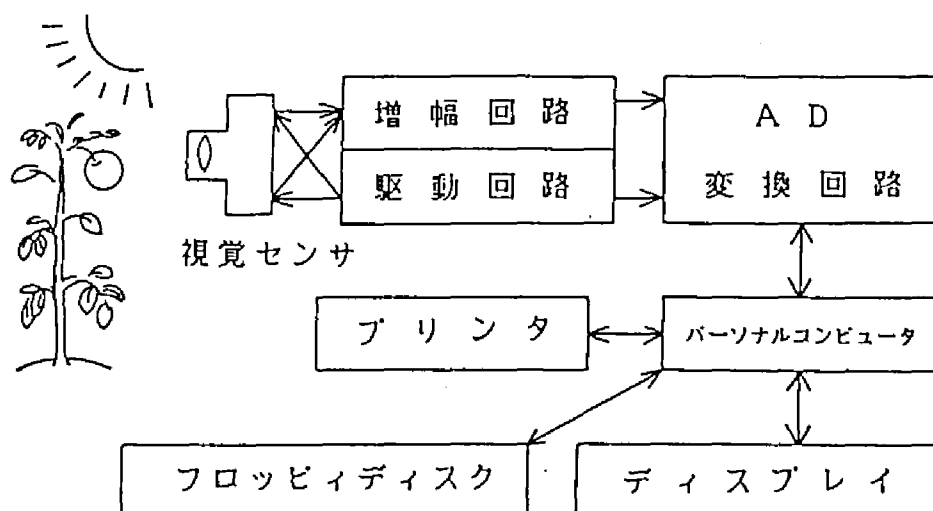 増幅回路
AD
駆動回路
変換回路
視覚センサ
プリンタ
パーソナルコンピュータ
フロッピィディスク
ディスプレイ